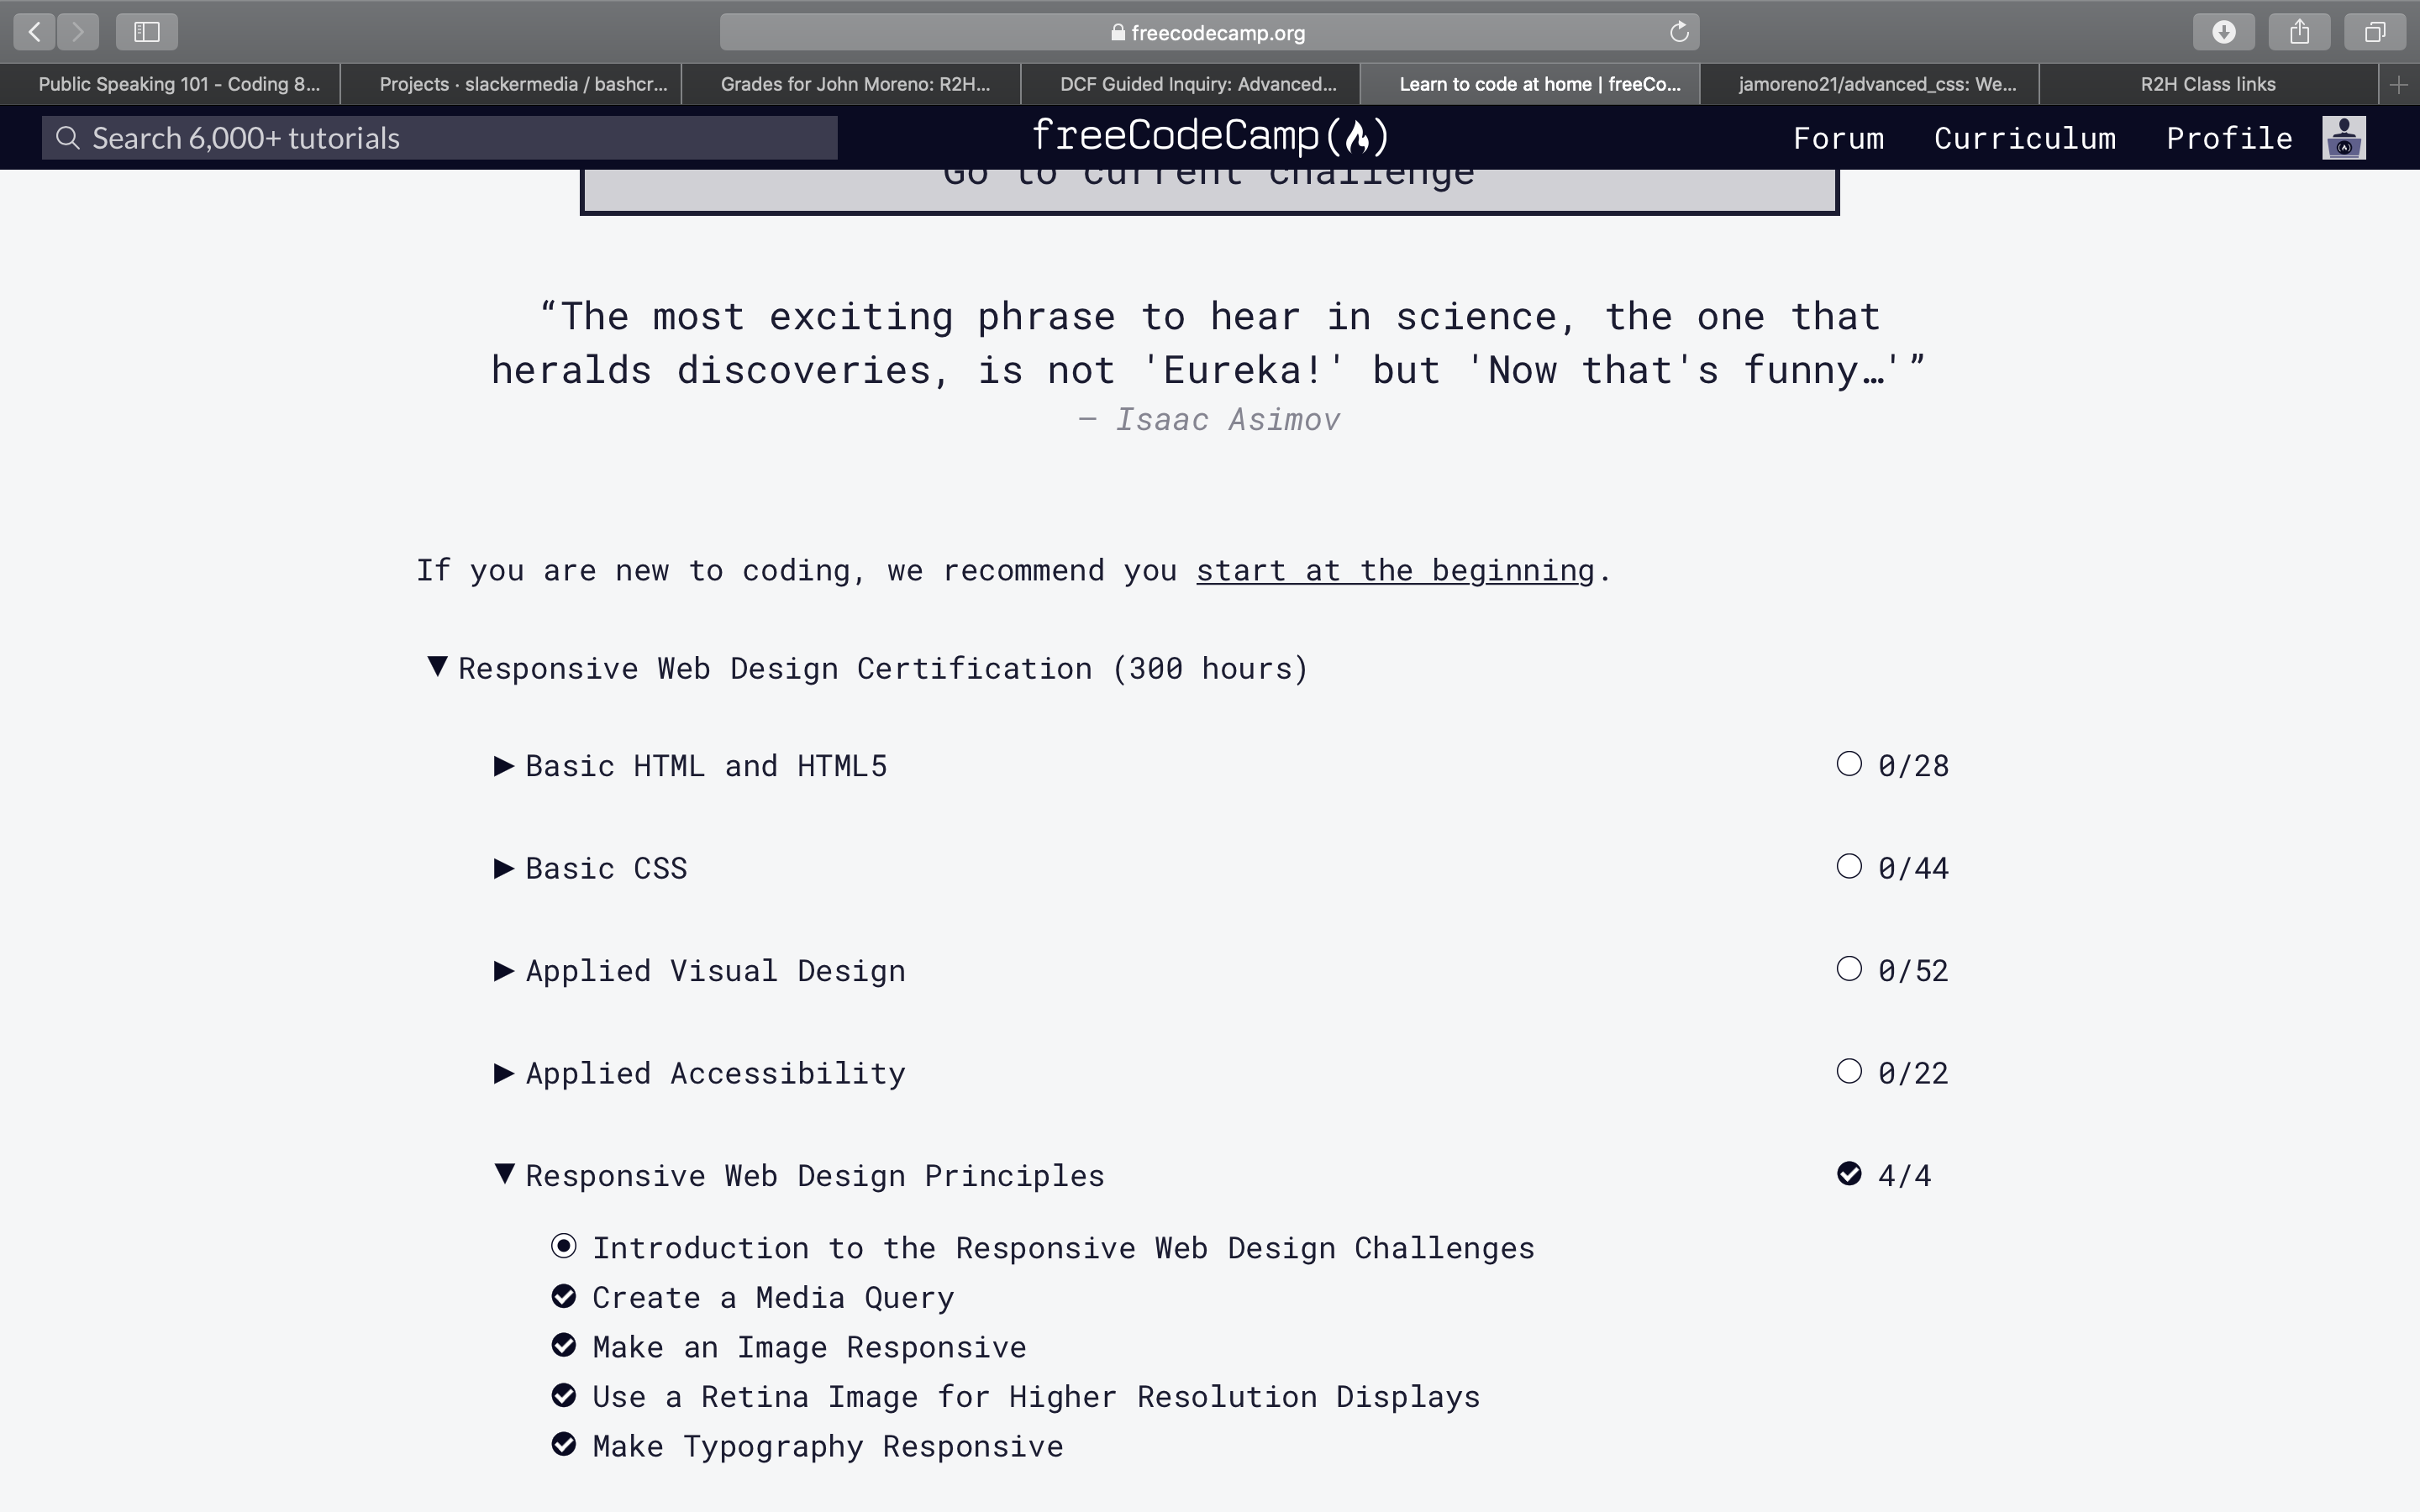 freecodecamp.org
Public Speaking 101 - Coding 8...
Projects · slackermedia / bashcr...
Grades for John Moreno: R2H...
DCF Guided Inquiry: Advanced...
Learn to code at home | freeCo...
jamoreno21/advanced_css: We...
R2H Class links
Search 6,000+ tutorials
freeCodeCamp
Forum
Curriculum
Profile
Go to current challenge
“The most exciting phrase to hear in science, the one that
heralds discoveries, is not 'Eureka!' but 'Now that's funny…'”
— Isaac Asimov
If you are new to coding, we recommend you start at the beginning.
Responsive Web Design Certification (300 hours)
Basic HTML and HTML5 0/28
Basic CSS 0/44
Applied Visual Design 0/52
Applied Accessibility 0/22
Responsive Web Design Principles 4/4
Introduction to the Responsive Web Design Challenges
Create a Media Query
Make an Image Responsive
Use a Retina Image for Higher Resolution Displays
Make Typography Responsive